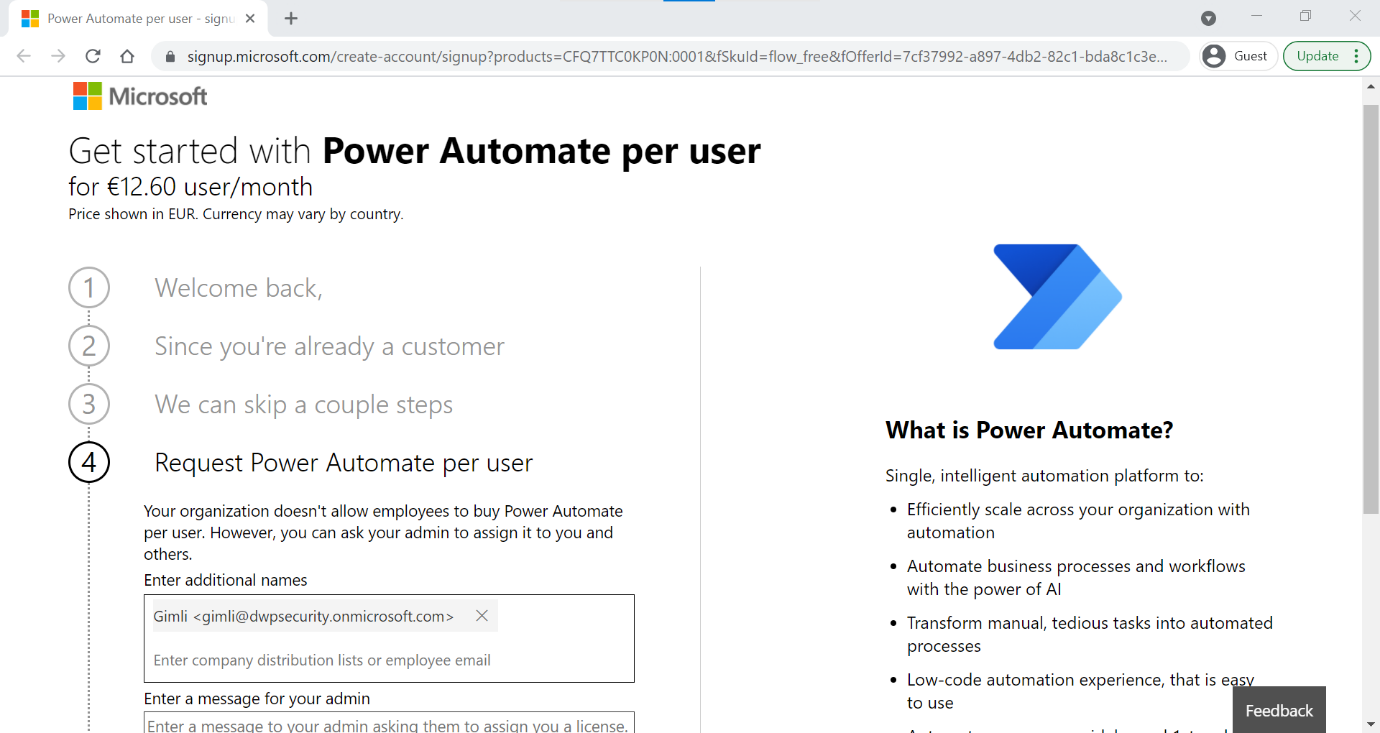 Power Automate per user - signu
signup.microsoft.com/create-account/signup?products=CFQ7TTC0KP0N:0001&fSkuId=flow_free&fOfferId=7cf37992-a897-4db2-82c1-bda8c1c3e...
Guest
Update
Microsoft
Get started with Power Automate per user
for €12.60 user/month
Price shown in EUR. Currency may vary by country.
1 Welcome back,
2 Since you're already a customer
3 We can skip a couple steps
4 Request Power Automate per user
Your organization doesn't allow employees to buy Power Automate
per user. However, you can ask your admin to assign it to you and
others.
Enter additional names
Gimli <gimli@dwpsecurity.onmicrosoft.com>
Enter company distribution lists or employee email
Enter a message for your admin
Enter a message to your admin asking them to assign you a license.
What is Power Automate?
Single, intelligent automation platform to:
• Efficiently scale across your organization with
automation
• Automate business processes and workflows
with the power of AI
• Transform manual, tedious tasks into automated
processes
• Low-code automation experience, that is easy
to use
Feedback